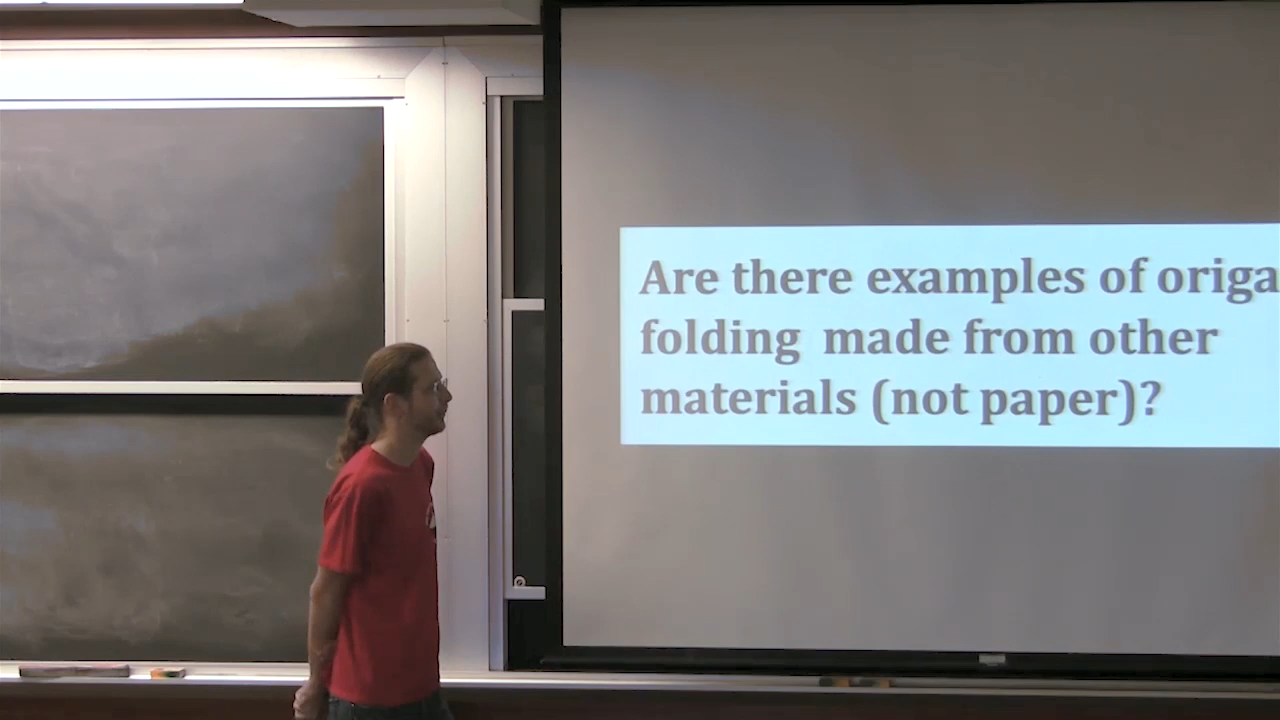 Are there examples of origa
folding made from other
materials (not paper)?